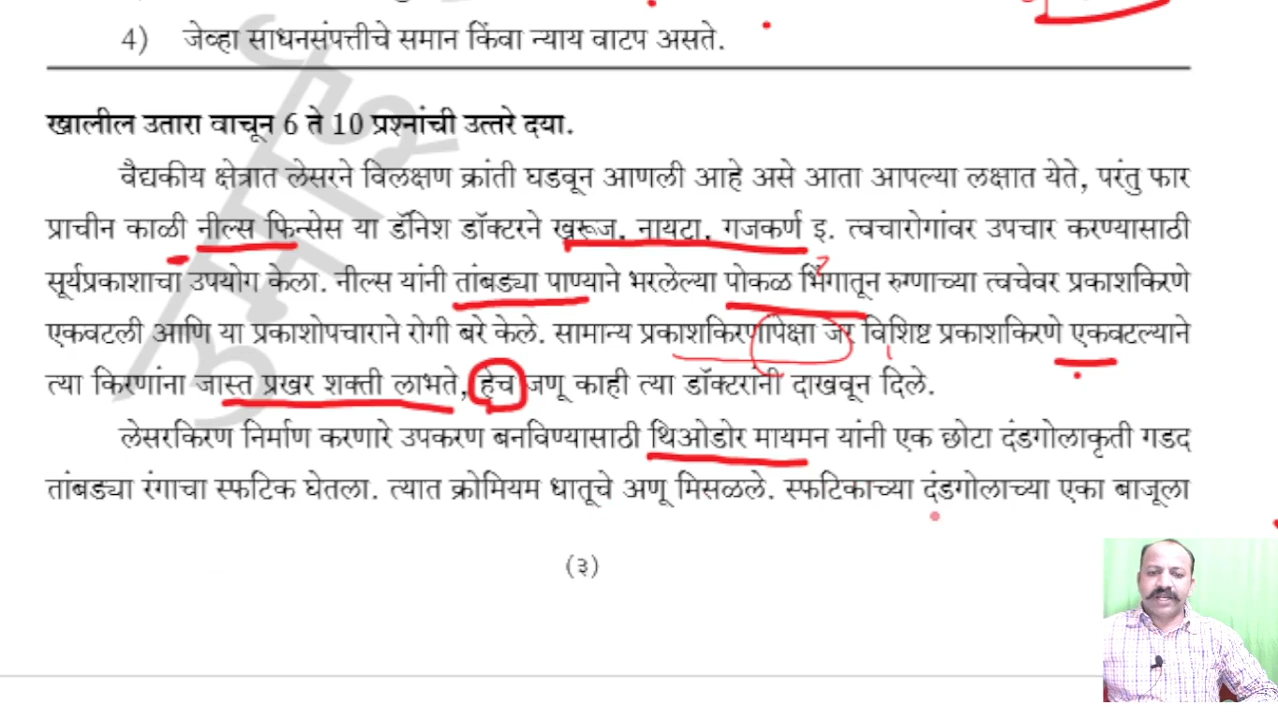 4) जेव्हा साधनसंपत्तीचे समान किंवा न्याय वाटप असते.
खालील उतारा वाचून 6 ते 10 प्रश्नांची उत्तरे दया.
वैद्यकीय क्षेत्रात लेसरने विलक्षण क्रांती घडवून आणली आहे असे आता आपल्या लक्षात येते, परंतु फार
प्राचीन काळी नील्स फिन्सेस या डॅनिश डॉक्टरने खरूज, नायटा, गजकर्ण इ. त्वचारोगांवर उपचार करण्यासाठी
सूर्यप्रकाशाचा उपयोग केला. नील्स यांनी तांबड्या पाण्याने भरलेल्या पोकळ भिंगातून रुग्णाच्या त्वचेवर प्रकाशकिरणे
एकवटली आणि या प्रकाशोपचाराने रोगी बरे केले. सामान्य प्रकाशकिरणांपेक्षा जर विशिष्ट प्रकाशकिरणे एकवटल्याने
त्या किरणांना जास्त प्रखर शक्ती लाभते, हेच जणू काही त्या डॉक्टरांनी दाखवून दिले.
लेसरकिरण निर्माण करणारे उपकरण बनविण्यासाठी थिओडोर मायमन यांनी एक छोटा दंडगोलाकृती गडद
तांबड्या रंगाचा स्फटिक घेतला. त्यात क्रोमियम धातूचे अणू मिसळले. स्फटिकाच्या दंडगोलाच्या एका बाजूला
(३)